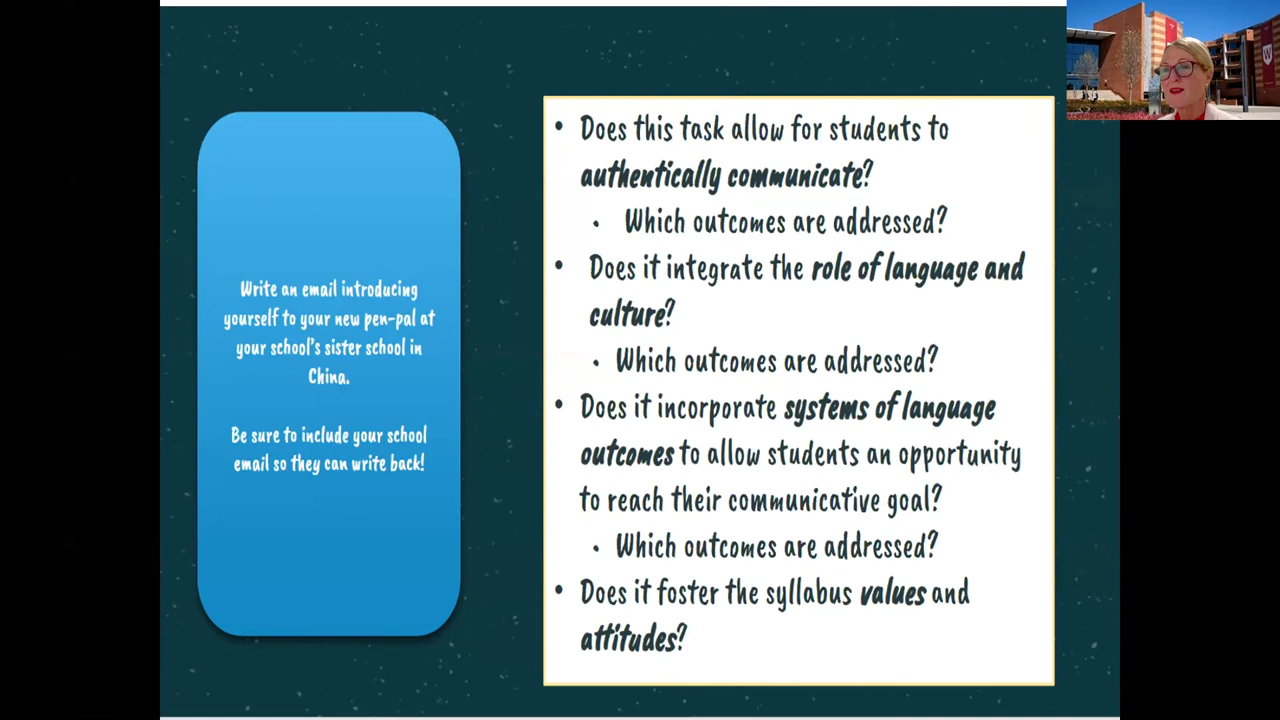 Write an email introducing
yourself to your new pen-pal at
your school's sister school in
China.
Be sure to include your school
email so they can write back!
• Does this task allow for students to
authentically communicate?
• Which outcomes are addressed?
• Does it integrate the role of language and
culture?
• Which outcomes are addressed?
• Does it incorporate systems of language
outcomes to allow students an opportunity
to reach their communicative goal?
• Which outcomes are addressed?
• Does it foster the syllabus values and
attitudes?
W